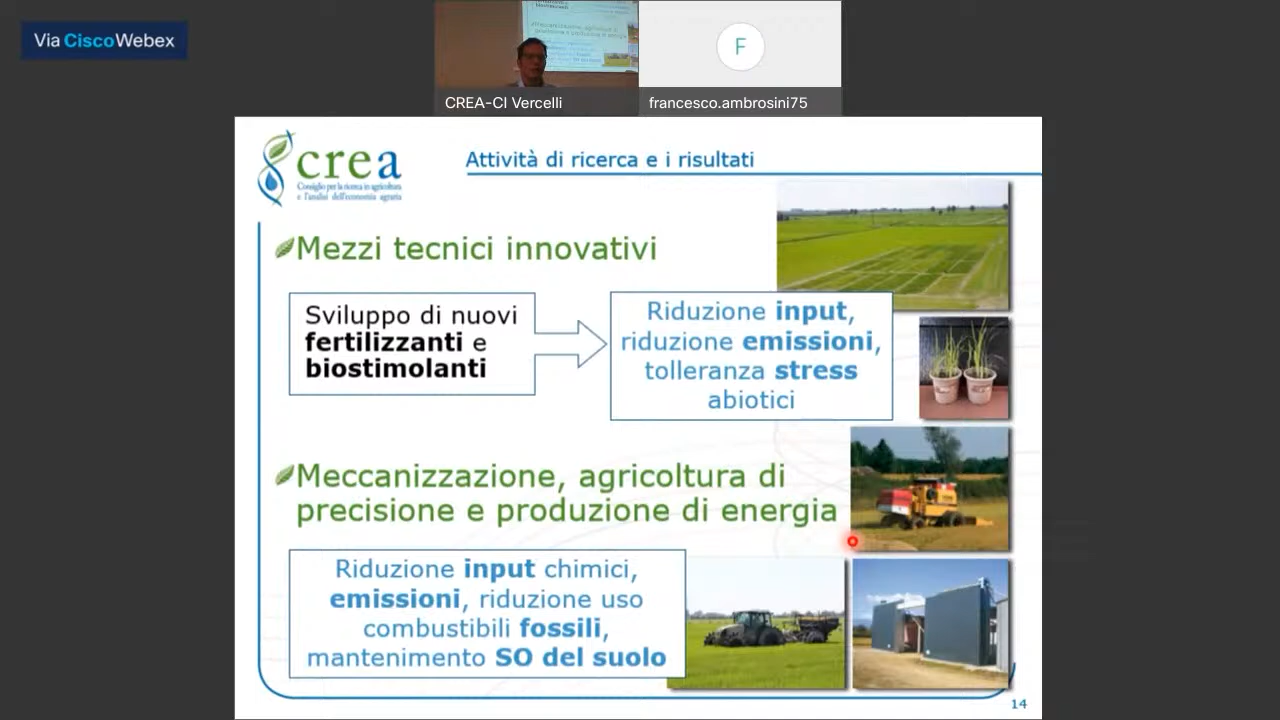 Via Cisco Webex
CREA-CI Vercelli
F
francesco.ambrosini75
crea
Consiglio per la ricerca in agricoltura
e l'analisi dell'economia agraria
Attività di ricerca e i risultati
Mezzi tecnici innovativi
Sviluppo di nuovi
fertilizzanti e
biostimolanti
Riduzione input,
riduzione emissioni,
tolleranza stress
abiotici
Meccanizzazione, agricoltura di
precisione e produzione di energia
Riduzione input chimici,
emissioni, riduzione uso
combustibili fossili,
mantenimento SO del suolo
14